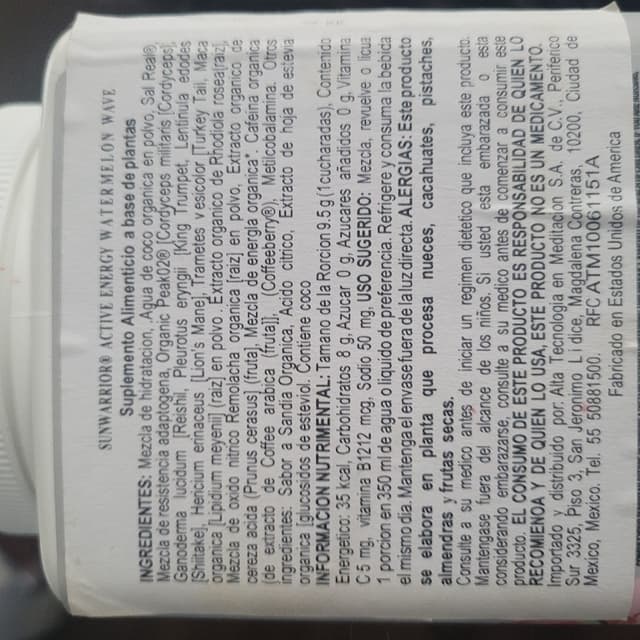 SUNWARRIOR® ACTIVE ENERGY WATERMELON WAVE
Suplemento Alimenticio a base de plantas
INGREDIENTES: Mezcla de hidratacion, Agua de coco organica en polvo, Sal Real®,
Mezcla de resistencia adaptogena, Organic Peak02® [Cordyceps militaris [Cordyceps],
Ganoderma lucidum [Reishi], Pleurotus eryngii [King Trumpet, Lentinula edodes
[Shiitake], Hericium erinaceus [Lion's Mane], Trametes vesicolor [Turkey Tail, Maca
organica [Lipidium meyenii] (raiz] en polvo . Extracto organico de Rhodiola rosea(raiz],
Mezcla de oxido nitrico Remolacha organica [raiz] en polvo, Extracto organico de
cereza acida (Prunus cerasus] (fruta], Mezcla de energia organica*. Cafeina organica
(de extracto de Coffee arabica (fruta]], (Coffeeberry®), Metilcobalamina. Otros
ingredientes: Sabor a Sandia Organica, Acido citrico, Extracto de hoja de estevia
organica [glucosidos de esteviol. Contiene coco
INFORMACION NUTRIMENTAL: Tamano de la Rorcion 9.5 g (1cucharadas), Contenido
Energetico: 35 kcal, Carbohidratos 8 g, Azucar 0 g, Azucares añadidos 0 g, Vitamina
C 5 mg, vitamina B1212 mcg, Sodio 50 mg, USO SUGERIDO: Mezcla, revuelve o licue
1 porcion en 350 ml de agua o liquido de preferencia. Refrigere y consuma la bebida
el mismo dia. Mantenga el envase fuera de la luz directa. ALERGIAS: Este producto
se elabora en planta que procesa nueces, cacahuates, pistaches,
almendras y frutas secas.
Consulte a su medico antes de iniciar un regimen dietetico que incluya este producto.
Mantengase fuera del alcance de los niños. Si usted esta embarazada o esta
considerando embarazarse, consulte a su medico antes de comenzar a consumir este
producto. EL CONSUMO DE ESTE PRODUCTO ES RESPONSABILIDAD DE QUIEN LO
RECOMIENOA Y DE QUIEN LO USA, ESTE PRODUCTO NO ES UN MEDICAMENTO.
Importado y distribuido por: Alta Tecnologia en Meditacion S.A. de C.V., Periferico
Sur 3325, Piso 3, San Jeronimo Li dice, Magdalena Contreras, 10200, Ciudad de
Mexico, Mexico. Tel. 55 50881500. RFC ATM100611​51A
Fabricado en Estados Unidos de America